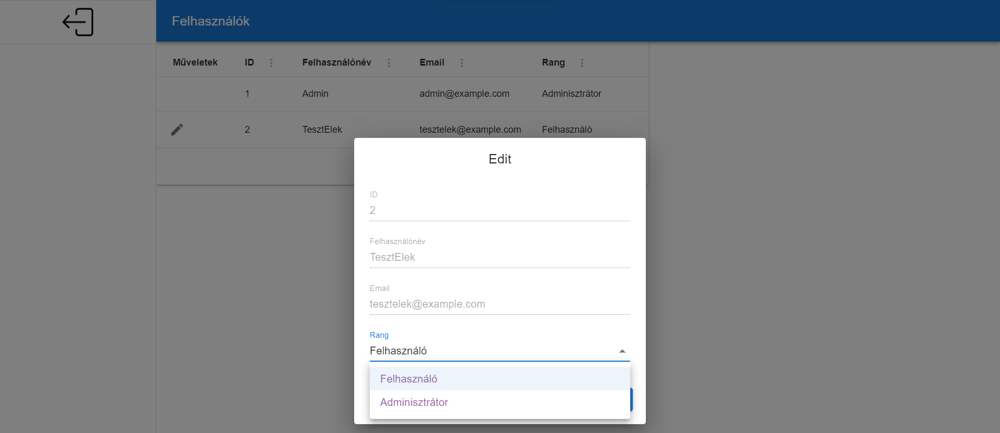 Felhasználók
Műveletek ID Felhasználónév Email Rang
1 Admin admin@example.com Adminisztrátor
2 TesztElek tesztelek@example.com Felhasználó
Edit
ID
2
Felhasználónév
TesztElek
Email
tesztelek@example.com
Rang
Felhasználó
Felhasználó
Adminisztrátor